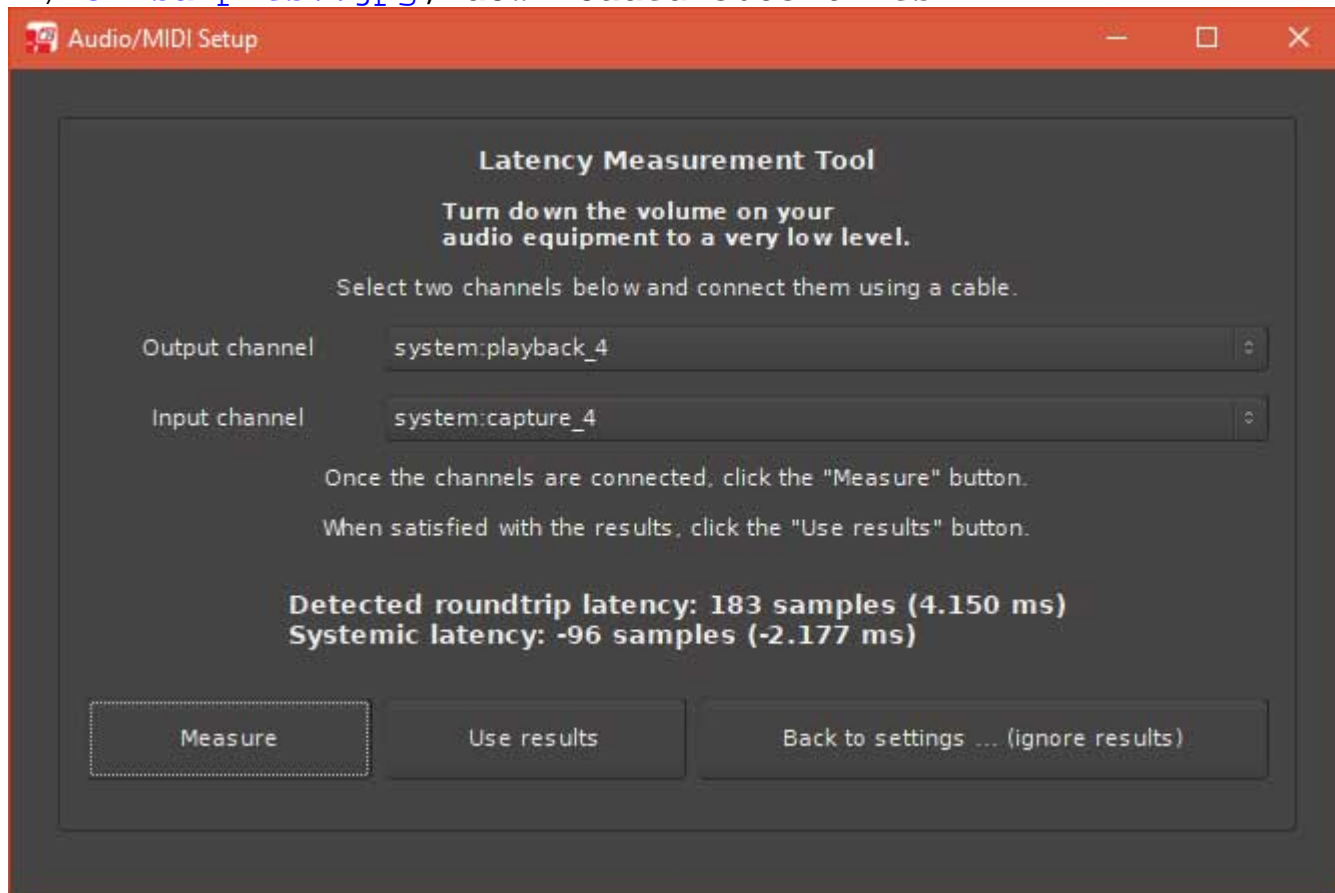 Audio/MIDI Setup
Latency Measurement Tool
Turn down the volume on your
audio equipment to a very low level.
Select two channels below and connect them using a cable.
Output channel system:playback_4
Input channel system:capture_4
Once the channels are connected, click the "Measure" button.
When satisfied with the results, click the "Use results" button.
Detected roundtrip latency: 183 samples (4.150 ms)
Systemic latency: -96 samples (-2.177 ms)
Measure Use results Back to settings ... (ignore results)